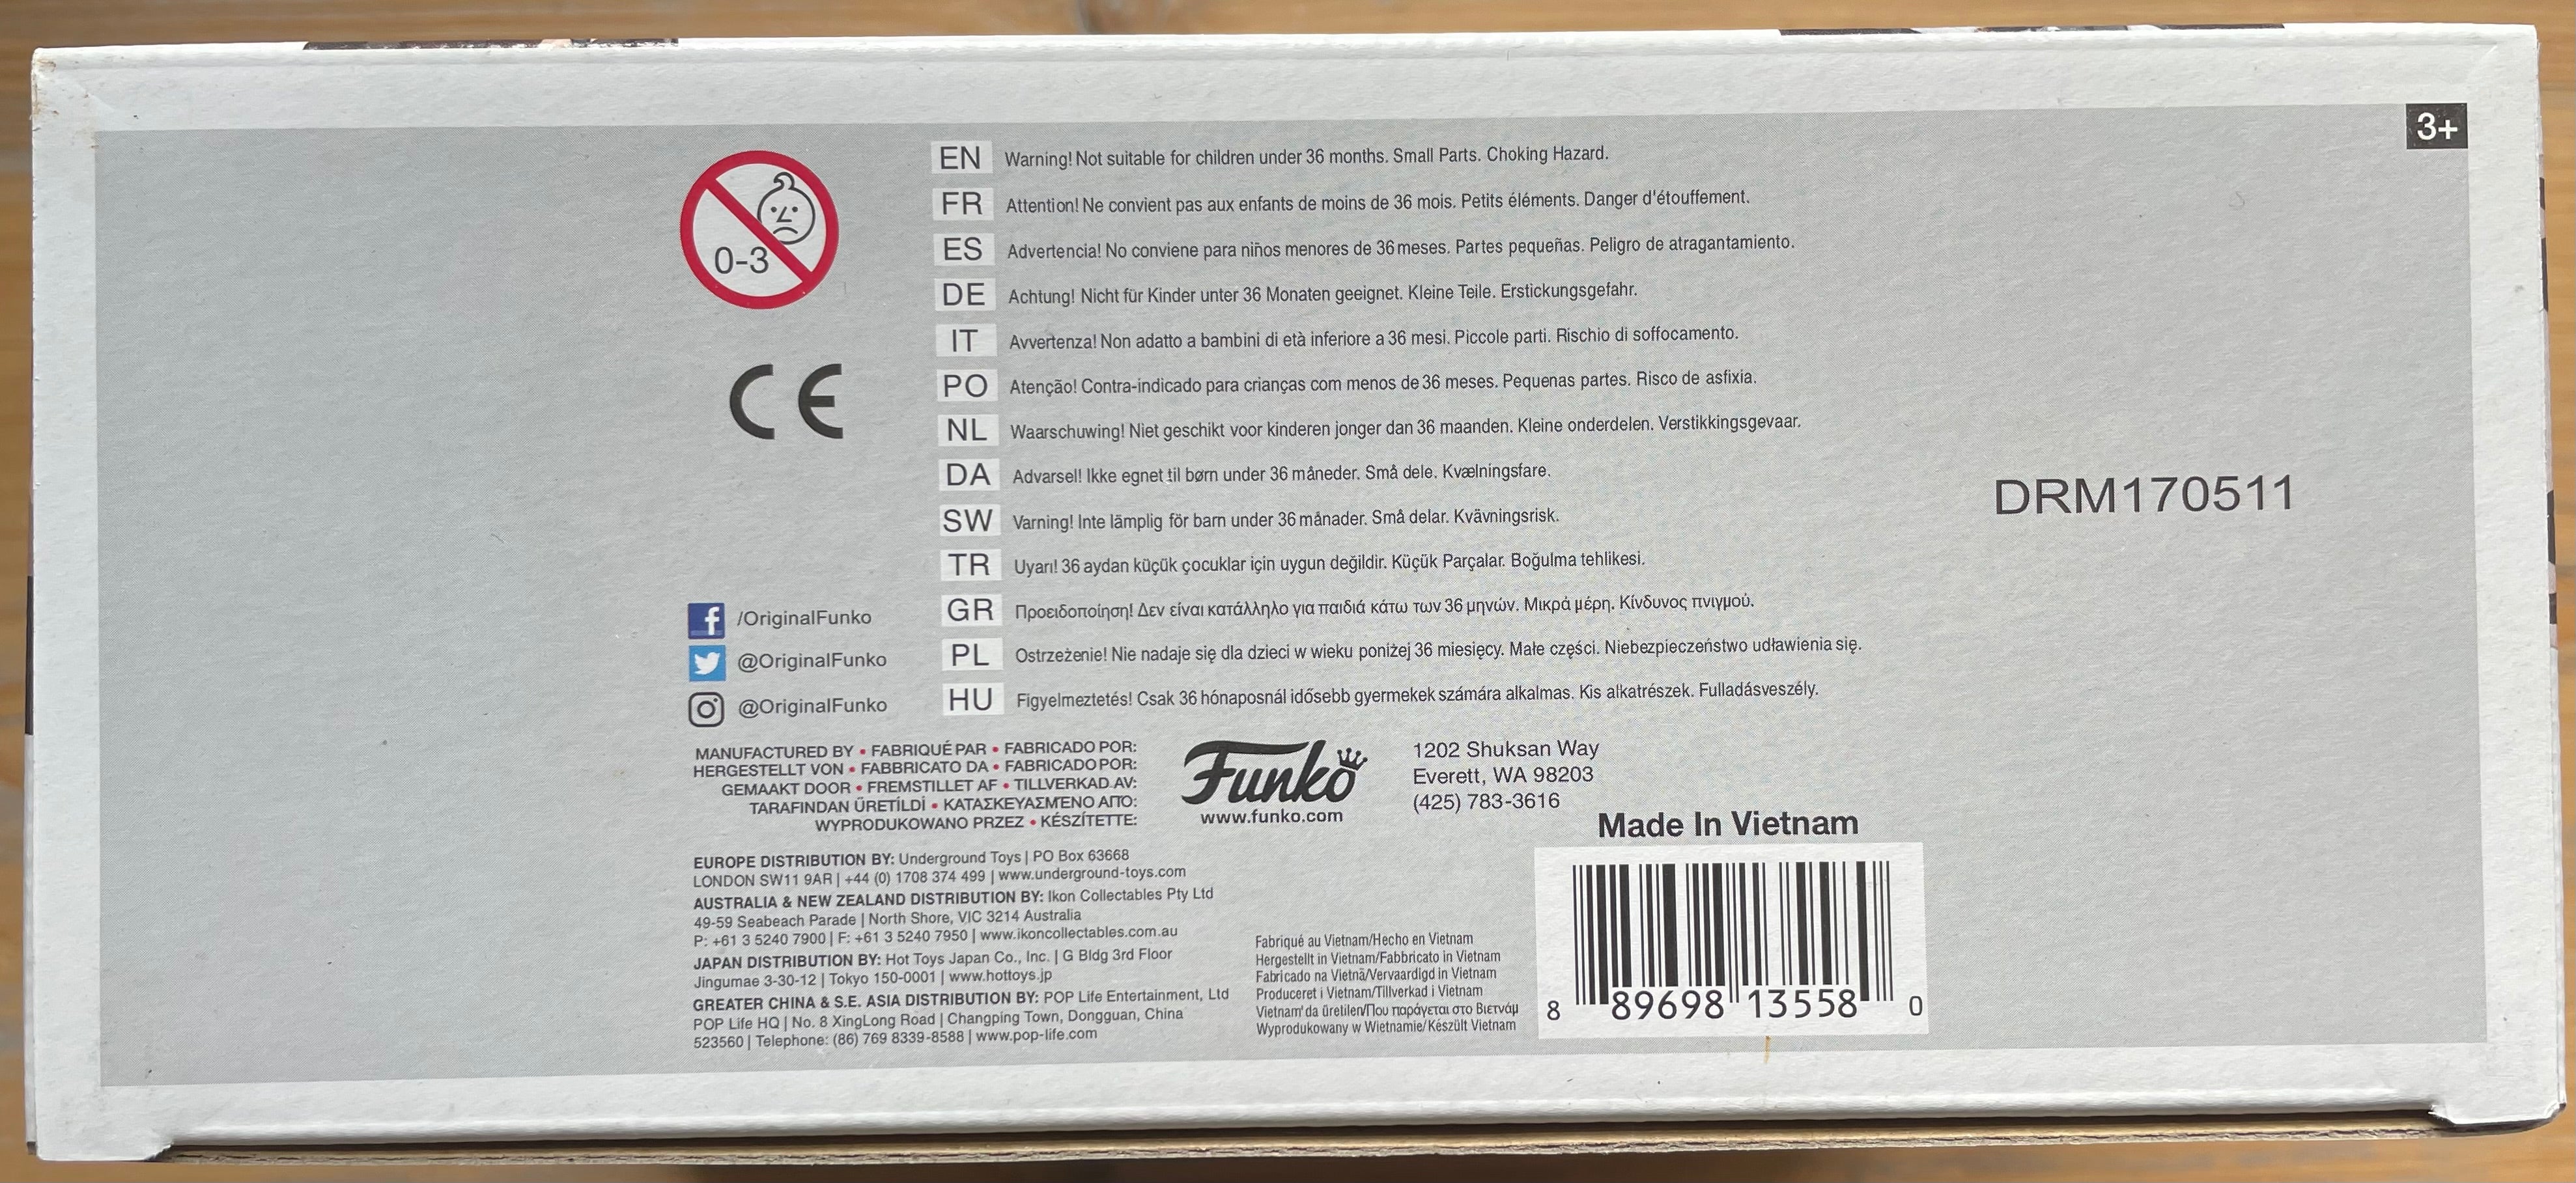 3+
0-3
CE
EN Warning! Not suitable for children under 36 months. Small Parts. Choking Hazard.
FR Attention! Ne convient pas aux enfants de moins de 36 mois. Petits éléments. Danger d'étouffement.
ES Advertencia! No conviene para niños menores de 36 meses. Partes pequeñas. Peligro de atragantamiento.
DE Achtung! Nicht für Kinder unter 36 Monaten geeignet. Kleine Teile. Erstickungsgefahr.
IT Avvertenza! Non adatto a bambini di età inferiore a 36 mesi. Piccole parti. Rischio di soffocamento.
PO Atenção! Contra-indicado para crianças com menos de 36 meses. Pequenas partes. Risco de asfixia.
NL Waarschuwing! Niet geschikt voor kinderen jonger dan 36 maanden. Kleine onderdelen. Verstikkingsgevaar.
DA Advarsel! Ikke egnet til børn under 36 måneder. Små dele. Kvælningsfare.
SW Varning! Inte lämplig för barn under 36 månader. Små delar. Kvävningsrisk.
TR Uyarı! 36 aydan küçük çocuklar için uygun değildir. Küçük Parçalar. Boğulma tehlikesi.
GR Προειδοποίηση! Δεν είναι κατάλληλο για παιδιά κάτω των 36 μηνών. Μικρά μέρη. Κίνδυνος πνιγμού.
PL Ostrzeżenie! Nie nadaje się dla dzieci w wieku poniżej 36 miesięcy. Małe części. Niebezpieczeństwo udławienia się.
HU Figyelmeztetés! Csak 36 hónaposnál idősebb gyermekek számára alkalmas. Kis alkatrészek. Fulladásveszély.
DRM170511
/OriginalFunko
@OriginalFunko
@OriginalFunko
MANUFACTURED BY • FABRIQUÉ PAR • FABRICADO POR:
HERGESTELLT VON • FABBRICATO DA • FABRICADO POR:
GEMAAKT DOOR • FREMSTILLET AF • TILLVERKAD AV:
TARAFINDAN ÜRETİLDİ • ΚΑΤΑΣΚΕΥΑΣΜΈΝΟ ΑΠΌ:
WYPRODUKOWANO PRZEZ • KÉSZÍTETTE:
Funko
www.funko.com
1202 Shuksan Way
Everett, WA 98203
(425) 783-3616
Made In Vietnam
EUROPE DISTRIBUTION BY: Underground Toys | PO Box 63668
LONDON SW11 9AR | +44 (0) 1708 374 499 | www.underground-toys.com
AUSTRALIA & NEW ZEALAND DISTRIBUTION BY: Ikon Collectables Pty Ltd
49-59 Seabeach Parade | North Shore, VIC 3214 Australia
P: +61 3 5240 7900 | F: +61 3 5240 7950 | www.ikoncollectables.com.au
JAPAN DISTRIBUTION BY: Hot Toys Japan Co., Inc. | G Bldg 3rd Floor
Jingumae 3-30-12 | Tokyo 150-0001 | www.hottoys.jp
GREATER CHINA & S.E. ASIA DISTRIBUTION BY: POP Life Entertainment, Ltd
POP Life HQ | No. 8 XingLong Road | Changping Town, Dongguan, China
523560 | Telephone: (86) 769 8339-8588 | www.pop-life.com
Fabriqué au Vietnam/Hecho en Vietnam
Hergestellt in Vietnam/Fabbricato in Vietnam
Fabricado na Vietnã/Vervaardigd in Vietnam
Produceret i Vietnam/Tillverkad i Vietnam
Vietnam'da üretilen/Που παράγεται στο Βιετνάμ
Wyprodukowany w Wietnamie/Készült Vietnam
8 89698 13558 0